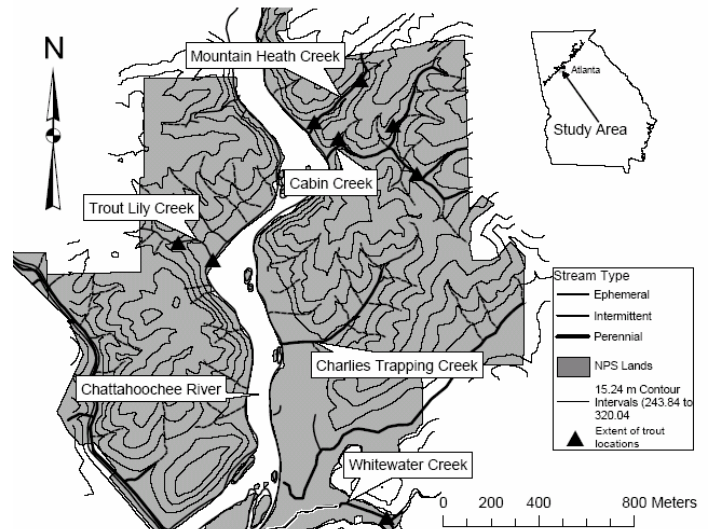 N
Mountain Heath Creek
Atlanta
Study Area
Cabin Creek
Trout Lily Creek
Stream Type
Ephemeral
Intermittent
Perennial
NPS Lands
15.24 m Contour
Intervals (243.84 to
320.04
Extent of trout
locations
Charlies Trapping Creek
Chattahoochee River
Whitewater Creek
0 200 400 800 Meters